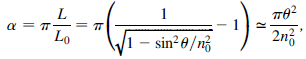 α = π L/L₀ = π ( 1/√(1 − sin²θ/n₀²) − 1 ) ≃ πθ²/2n₀²,